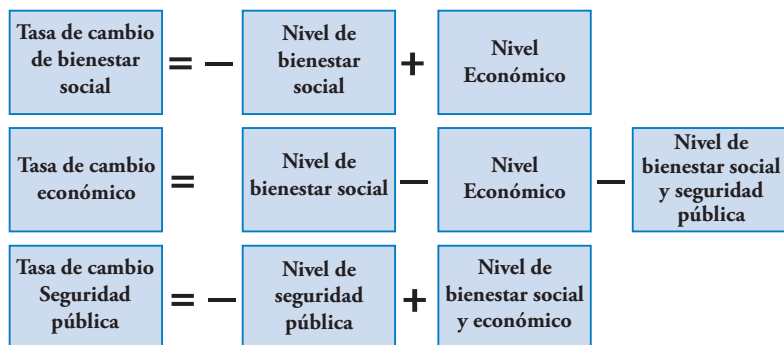 Tasa de cambio
de bienestar
social
= −
Nivel de
bienestar
social
+
Nivel
Económico
Tasa de cambio
económico
=
Nivel de
bienestar social
−
Nivel
Económico
−
Nivel de
bienestar social
y seguridad
pública
Tasa de cambio
Seguridad
pública
= −
Nivel de
seguridad
pública
+
Nivel de
bienestar social
y económico